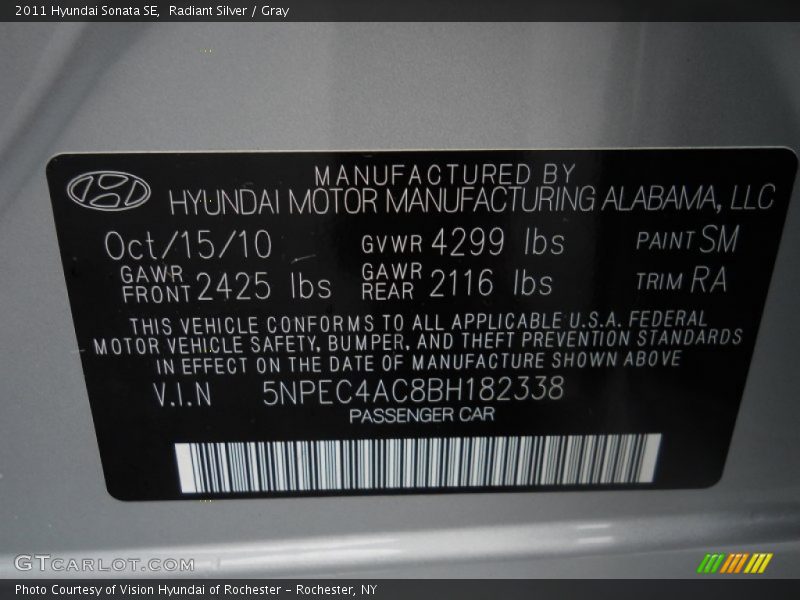 2011 Hyundai Sonata SE, Radiant Silver / Gray
MANUFACTURED BY
HYUNDAI MOTOR MANUFACTURING ALABAMA, LLC
Oct/15/10 GVWR 4299 lbs PAINT SM
GAWR FRONT 2425 lbs GAWR REAR 2116 lbs TRIM RA
THIS VEHICLE CONFORMS TO ALL APPLICABLE U.S.A. FEDERAL
MOTOR VEHICLE SAFETY, BUMPER, AND THEFT PREVENTION STANDARDS
IN EFFECT ON THE DATE OF MANUFACTURE SHOWN ABOVE
V.I.N 5NPEC4AC8BH182338
PASSENGER CAR
GTCARLOT.COM
Photo Courtesy of Vision Hyundai of Rochester - Rochester, NY